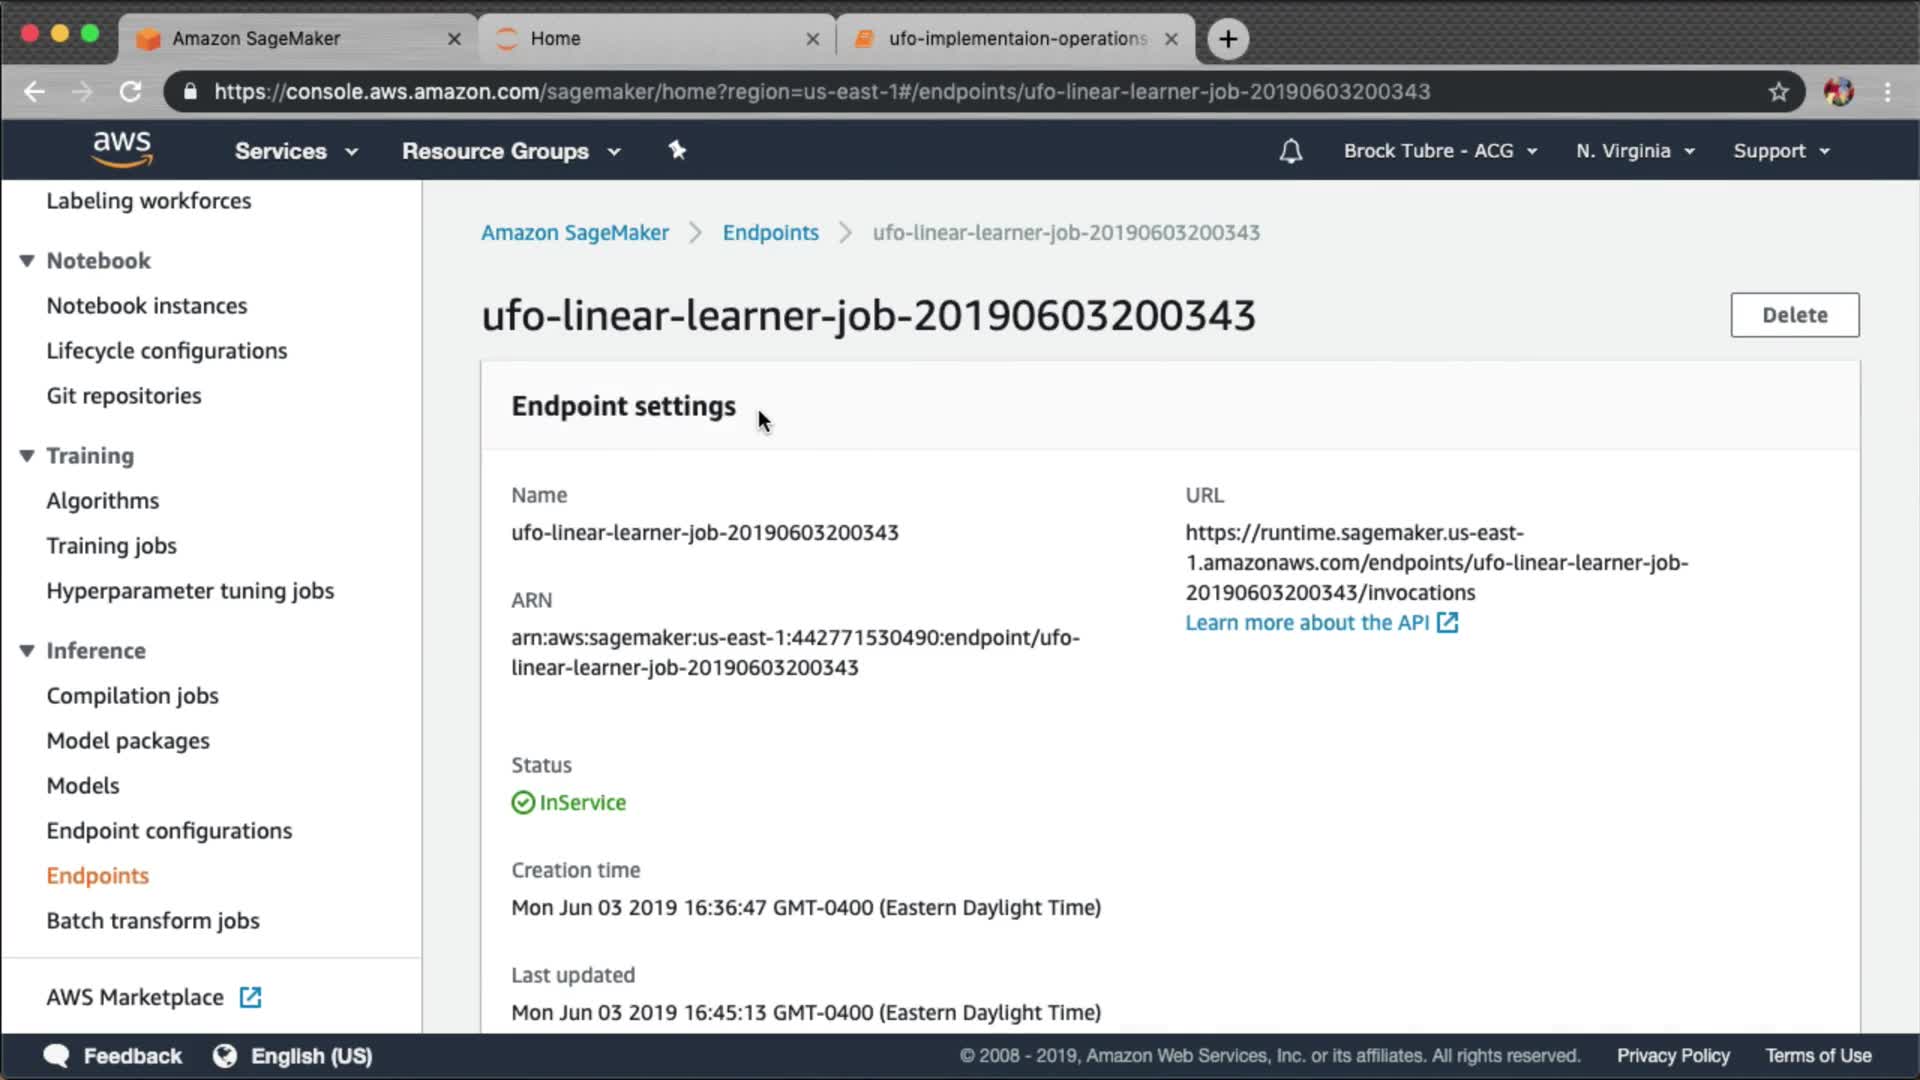 Amazon SageMaker
Home
ufo-implementaion-operations
https://console.aws.amazon.com/sagemaker/home?region=us-east-1#/endpoints/ufo-linear-learner-job-20190603200343
aws
Services
Resource Groups
Brock Tubre - ACG
N. Virginia
Support
Labeling workforces
Notebook
Notebook instances
Lifecycle configurations
Git repositories
Training
Algorithms
Training jobs
Hyperparameter tuning jobs
Inference
Compilation jobs
Model packages
Models
Endpoint configurations
Endpoints
Batch transform jobs
AWS Marketplace
Amazon SageMaker
Endpoints
ufo-linear-learner-job-20190603200343
ufo-linear-learner-job-20190603200343
Delete
Endpoint settings
Name
ufo-linear-learner-job-20190603200343
ARN
arn:aws:sagemaker:us-east-1:442771530490:endpoint/ufo-
linear-learner-job-20190603200343
Status
InService
Creation time
Mon Jun 03 2019 16:36:47 GMT-0400 (Eastern Daylight Time)
Last updated
Mon Jun 03 2019 16:45:13 GMT-0400 (Eastern Daylight Time)
URL
https://runtime.sagemaker.us-east-
1.amazonaws.com/endpoints/ufo-linear-learner-job-
20190603200343/invocations
Learn more about the API
Feedback
English (US)
© 2008 - 2019, Amazon Web Services, Inc. or its affiliates. All rights reserved.
Privacy Policy
Terms of Use